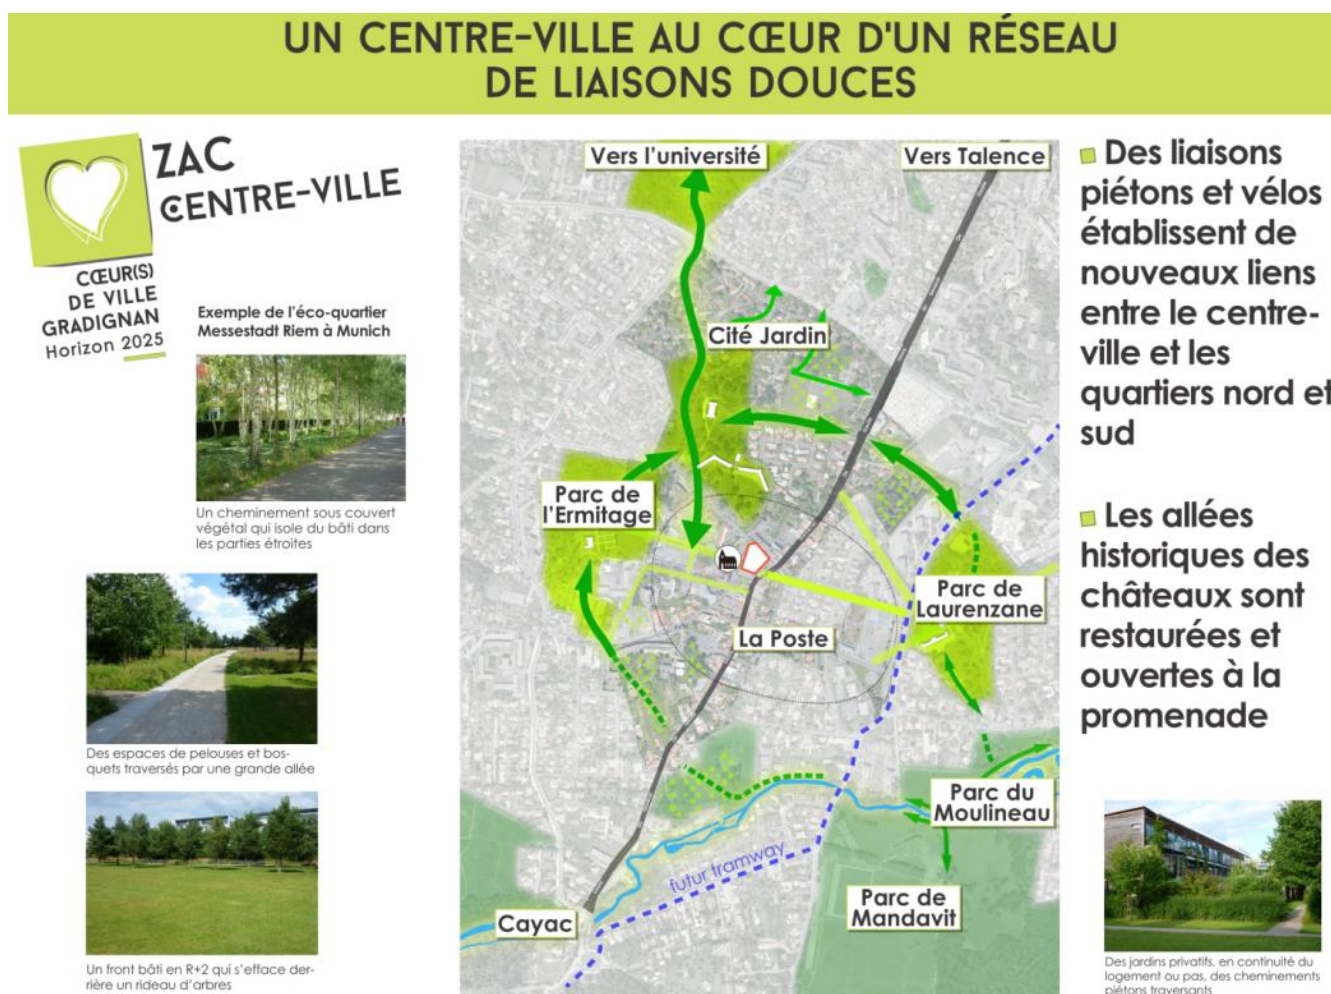 UN CENTRE-VILLE AU CŒUR D'UN RÉSEAU
DE LIAISONS DOUCES
ZAC
CENTRE-VILLE
CŒUR(S)
DE VILLE
GRADIGNAN
Horizon 2025
Exemple de l'éco-quartier
Messestadt Riem à Munich
Un cheminement sous couvert
végétal qui isole du bâti dans
les parties étroites
Des espaces de pelouses et bos-
quets traversés par une grande allée
Un front bâti en R+2 qui s'efface der-
rière un rideau d'arbres
Vers l'université
Vers Talence
Cité Jardin
Parc de
l'Ermitage
Parc de
Laurenzane
La Poste
Parc du
Moulineau
futur tramway
Parc de
Mandavit
Cayac
Des liaisons
piétons et vélos
établissent de
nouveaux liens
entre le centre-
ville et les
quartiers nord et
sud
Les allées
historiques des
châteaux sont
restaurées et
ouvertes à la
promenade
Des jardins privatifs, en continuité du
logement ou pas, des cheminements
piétons traversants